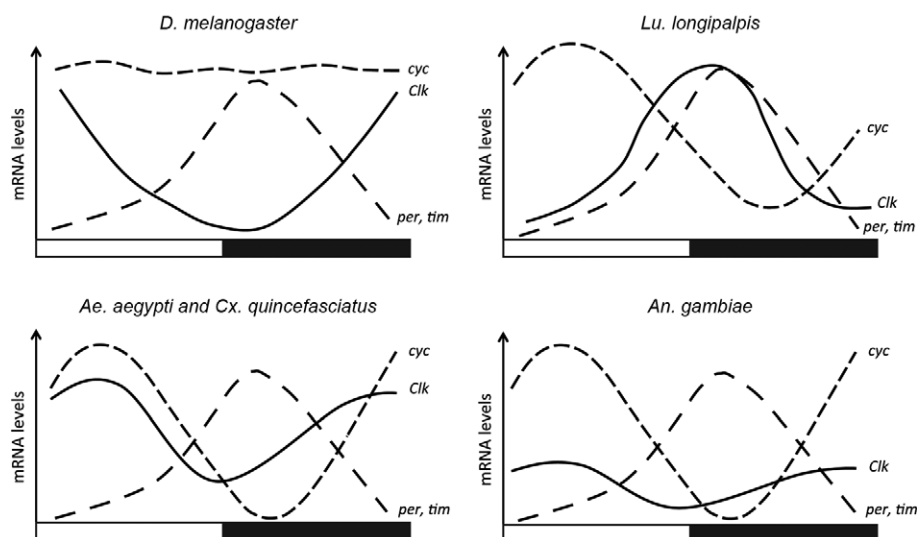 D. melanogaster
mRNA levels
cyc
Clk
per, tim
Lu. longipalpis
mRNA levels
cyc
Clk
per, tim
Ae. aegypti and Cx. quincefasciatus
mRNA levels
cyc
Clk
per, tim
An. gambiae
mRNA levels
cyc
Clk
per, tim